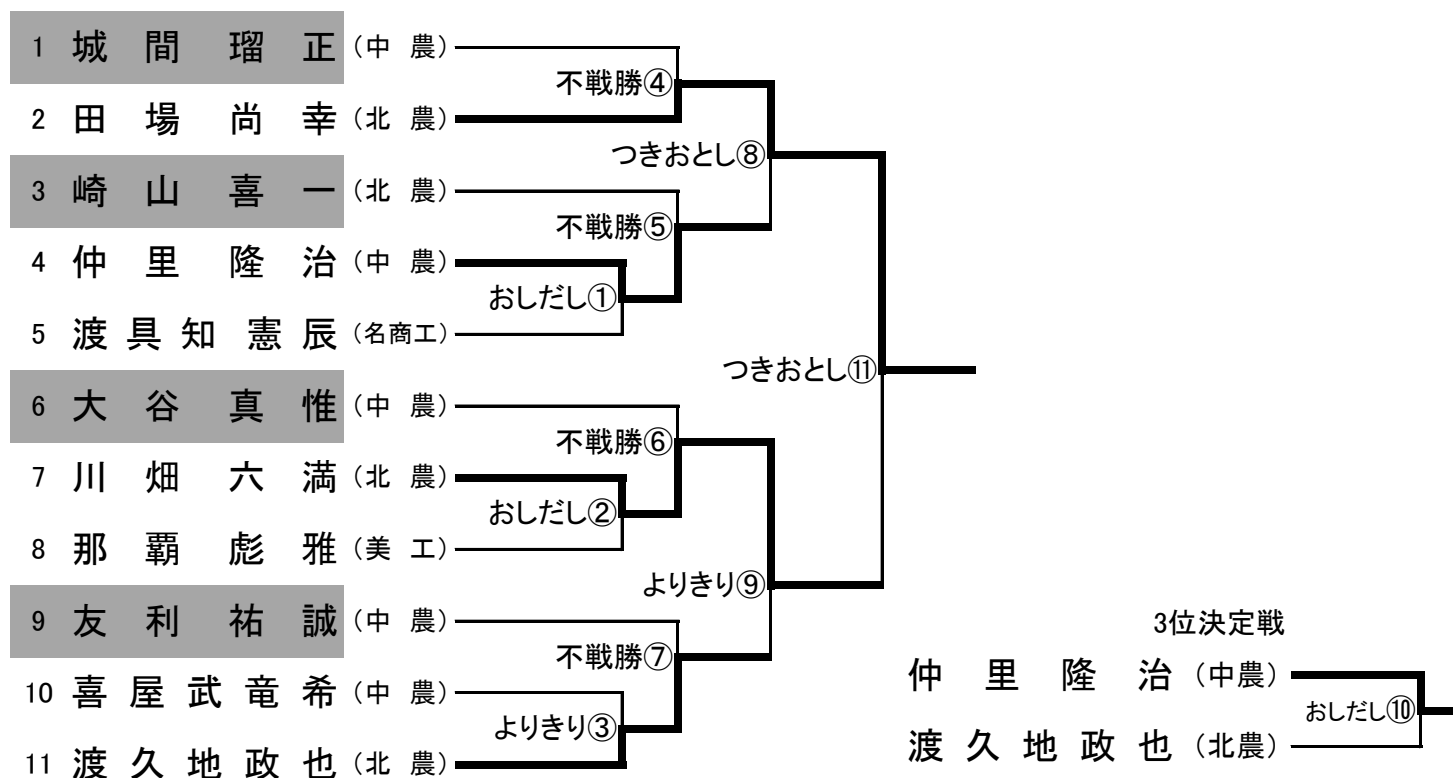 1 城間瑠正 (中農)
不戦勝④
2 田場尚幸 (北農)
つきおとし⑧
3 崎山喜一 (北農)
不戦勝⑤
4 仲里隆治 (中農)
おしだし①
5 渡具知憲辰 (名商工)
つきおとし⑪
6 大谷真惟 (中農)
不戦勝⑥
7 川畑六満 (北農)
おしだし②
8 那覇彪雅 (美工)
よりきり⑨
9 友利祐誠 (中農)
不戦勝⑦
10 喜屋武竜希 (中農)
よりきり③
11 渡久地政也 (北農)
3位決定戦
仲里隆治 (中農)
おしだし⑩
渡久地政也 (北農)